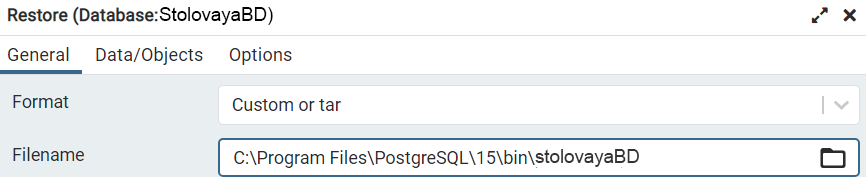 Restore (Database:StolovayaBD)
General Data/Objects Options
Format Custom or tar
Filename C:\Program Files\PostgreSQL\15\bin\stolovayaBD